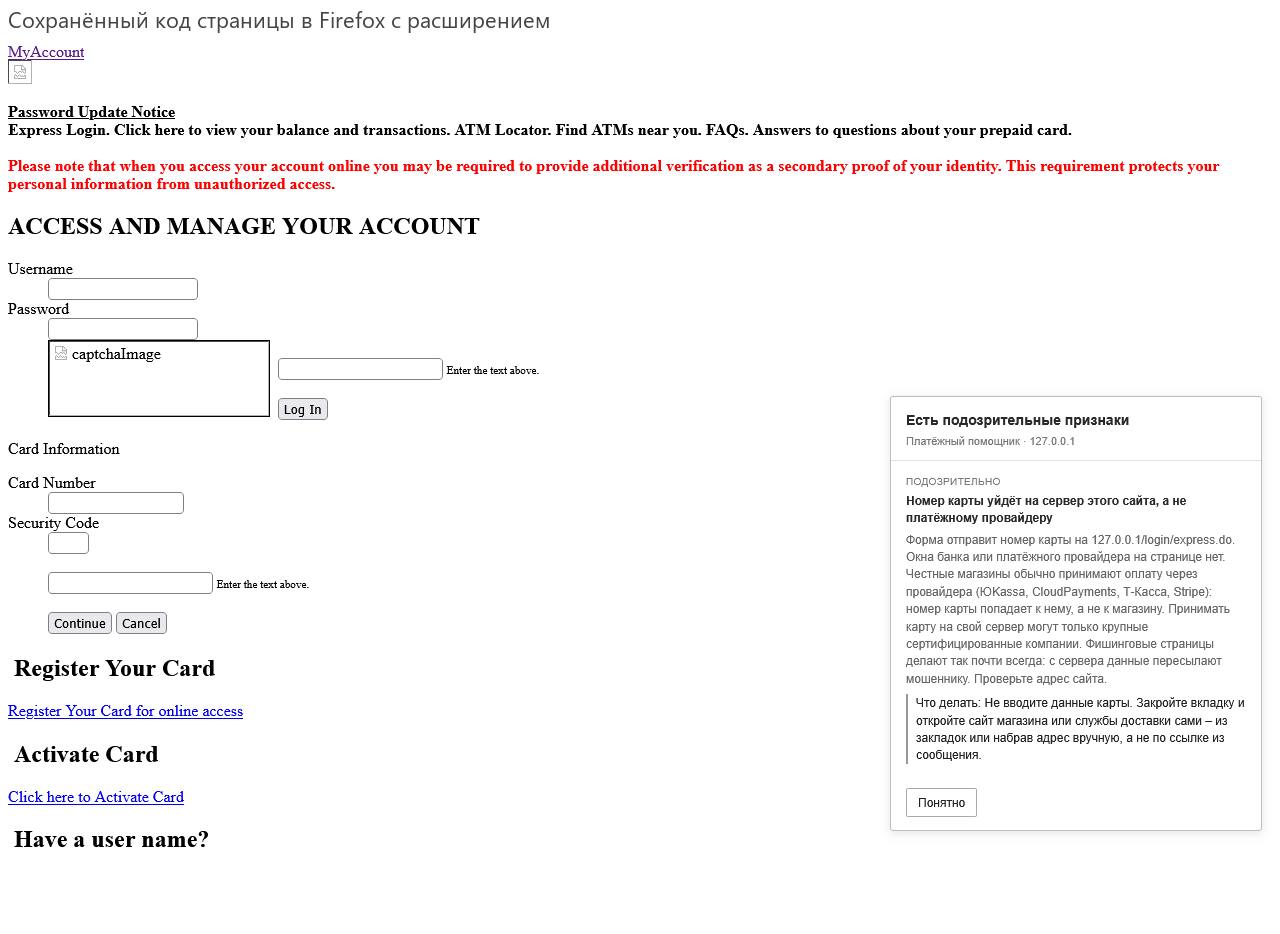 Сохранённый код страницы в Firefox с расширением
MyAccount
Password Update Notice
Express Login. Click here to view your balance and transactions. ATM Locator. Find ATMs near you. FAQs. Answers to questions about your prepaid card.
Please note that when you access your account online you may be required to provide additional verification as a secondary proof of your identity. This requirement protects your
personal information from unauthorized access.
ACCESS AND MANAGE YOUR ACCOUNT
Username
Password
captchaImage
Enter the text above.
Log In
Card Information
Card Number
Security Code
Enter the text above.
Continue Cancel
Register Your Card
Register Your Card for online access
Activate Card
Click here to Activate Card
Have a user name?
Есть подозрительные признаки
Платёжный помощник · 127.0.0.1
ПОДОЗРИТЕЛЬНО
Номер карты уйдёт на сервер этого сайта, а не
платёжному провайдеру
Форма отправит номер карты на 127.0.0.1/login/express.do.
Окна банка или платёжного провайдера на странице нет.
Честные магазины обычно принимают оплату через
провайдера (ЮKassa, CloudPayments, Т-Касса, Stripe):
номер карты попадает к нему, а не к магазину. Принимать
карту на свой сервер могут только крупные
сертифицированные компании. Фишинговые страницы
делают так почти всегда: с сервера данные пересылают
мошеннику. Проверьте адрес сайта.
Что делать: Не вводите данные карты. Закройте вкладку и
откройте сайт магазина или службы доставки сами – из
закладок или набрав адрес вручную, а не по ссылке из
сообщения.
Понятно